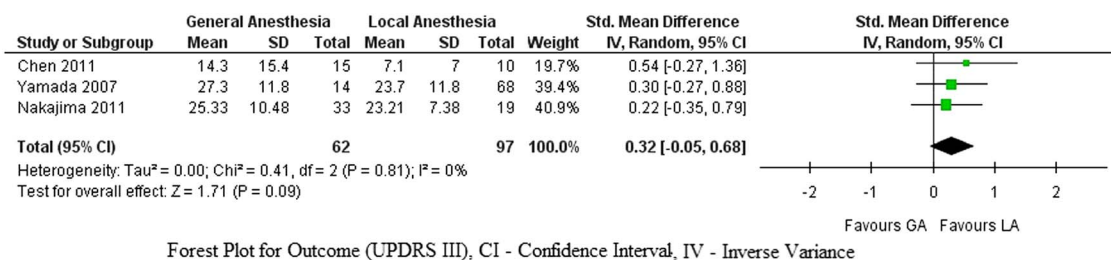 General Anesthesia Local Anesthesia Std. Mean Difference Std. Mean Difference
Study or Subgroup Mean SD Total Mean SD Total Weight IV, Random, 95% CI IV, Random, 95% CI
Chen 2011 14.3 15.4 15 7.1 7 10 19.7% 0.54 [-0.27, 1.36]
Yamada 2007 27.3 11.8 14 23.7 11.8 68 39.4% 0.30 [-0.27, 0.88]
Nakajima 2011 25.33 10.48 33 23.21 7.38 19 40.9% 0.22 [-0.35, 0.79]
Total (95% CI) 62 97 100.0% 0.32 [-0.05, 0.68]
Heterogeneity: Tau² = 0.00; Chi² = 0.41, df = 2 (P = 0.81); I² = 0%
Test for overall effect: Z = 1.71 (P = 0.09)
-2 -1 0 1 2
Favours GA Favours LA
Forest Plot for Outcome (UPDRS III), CI - Confidence Interval, IV - Inverse Variance